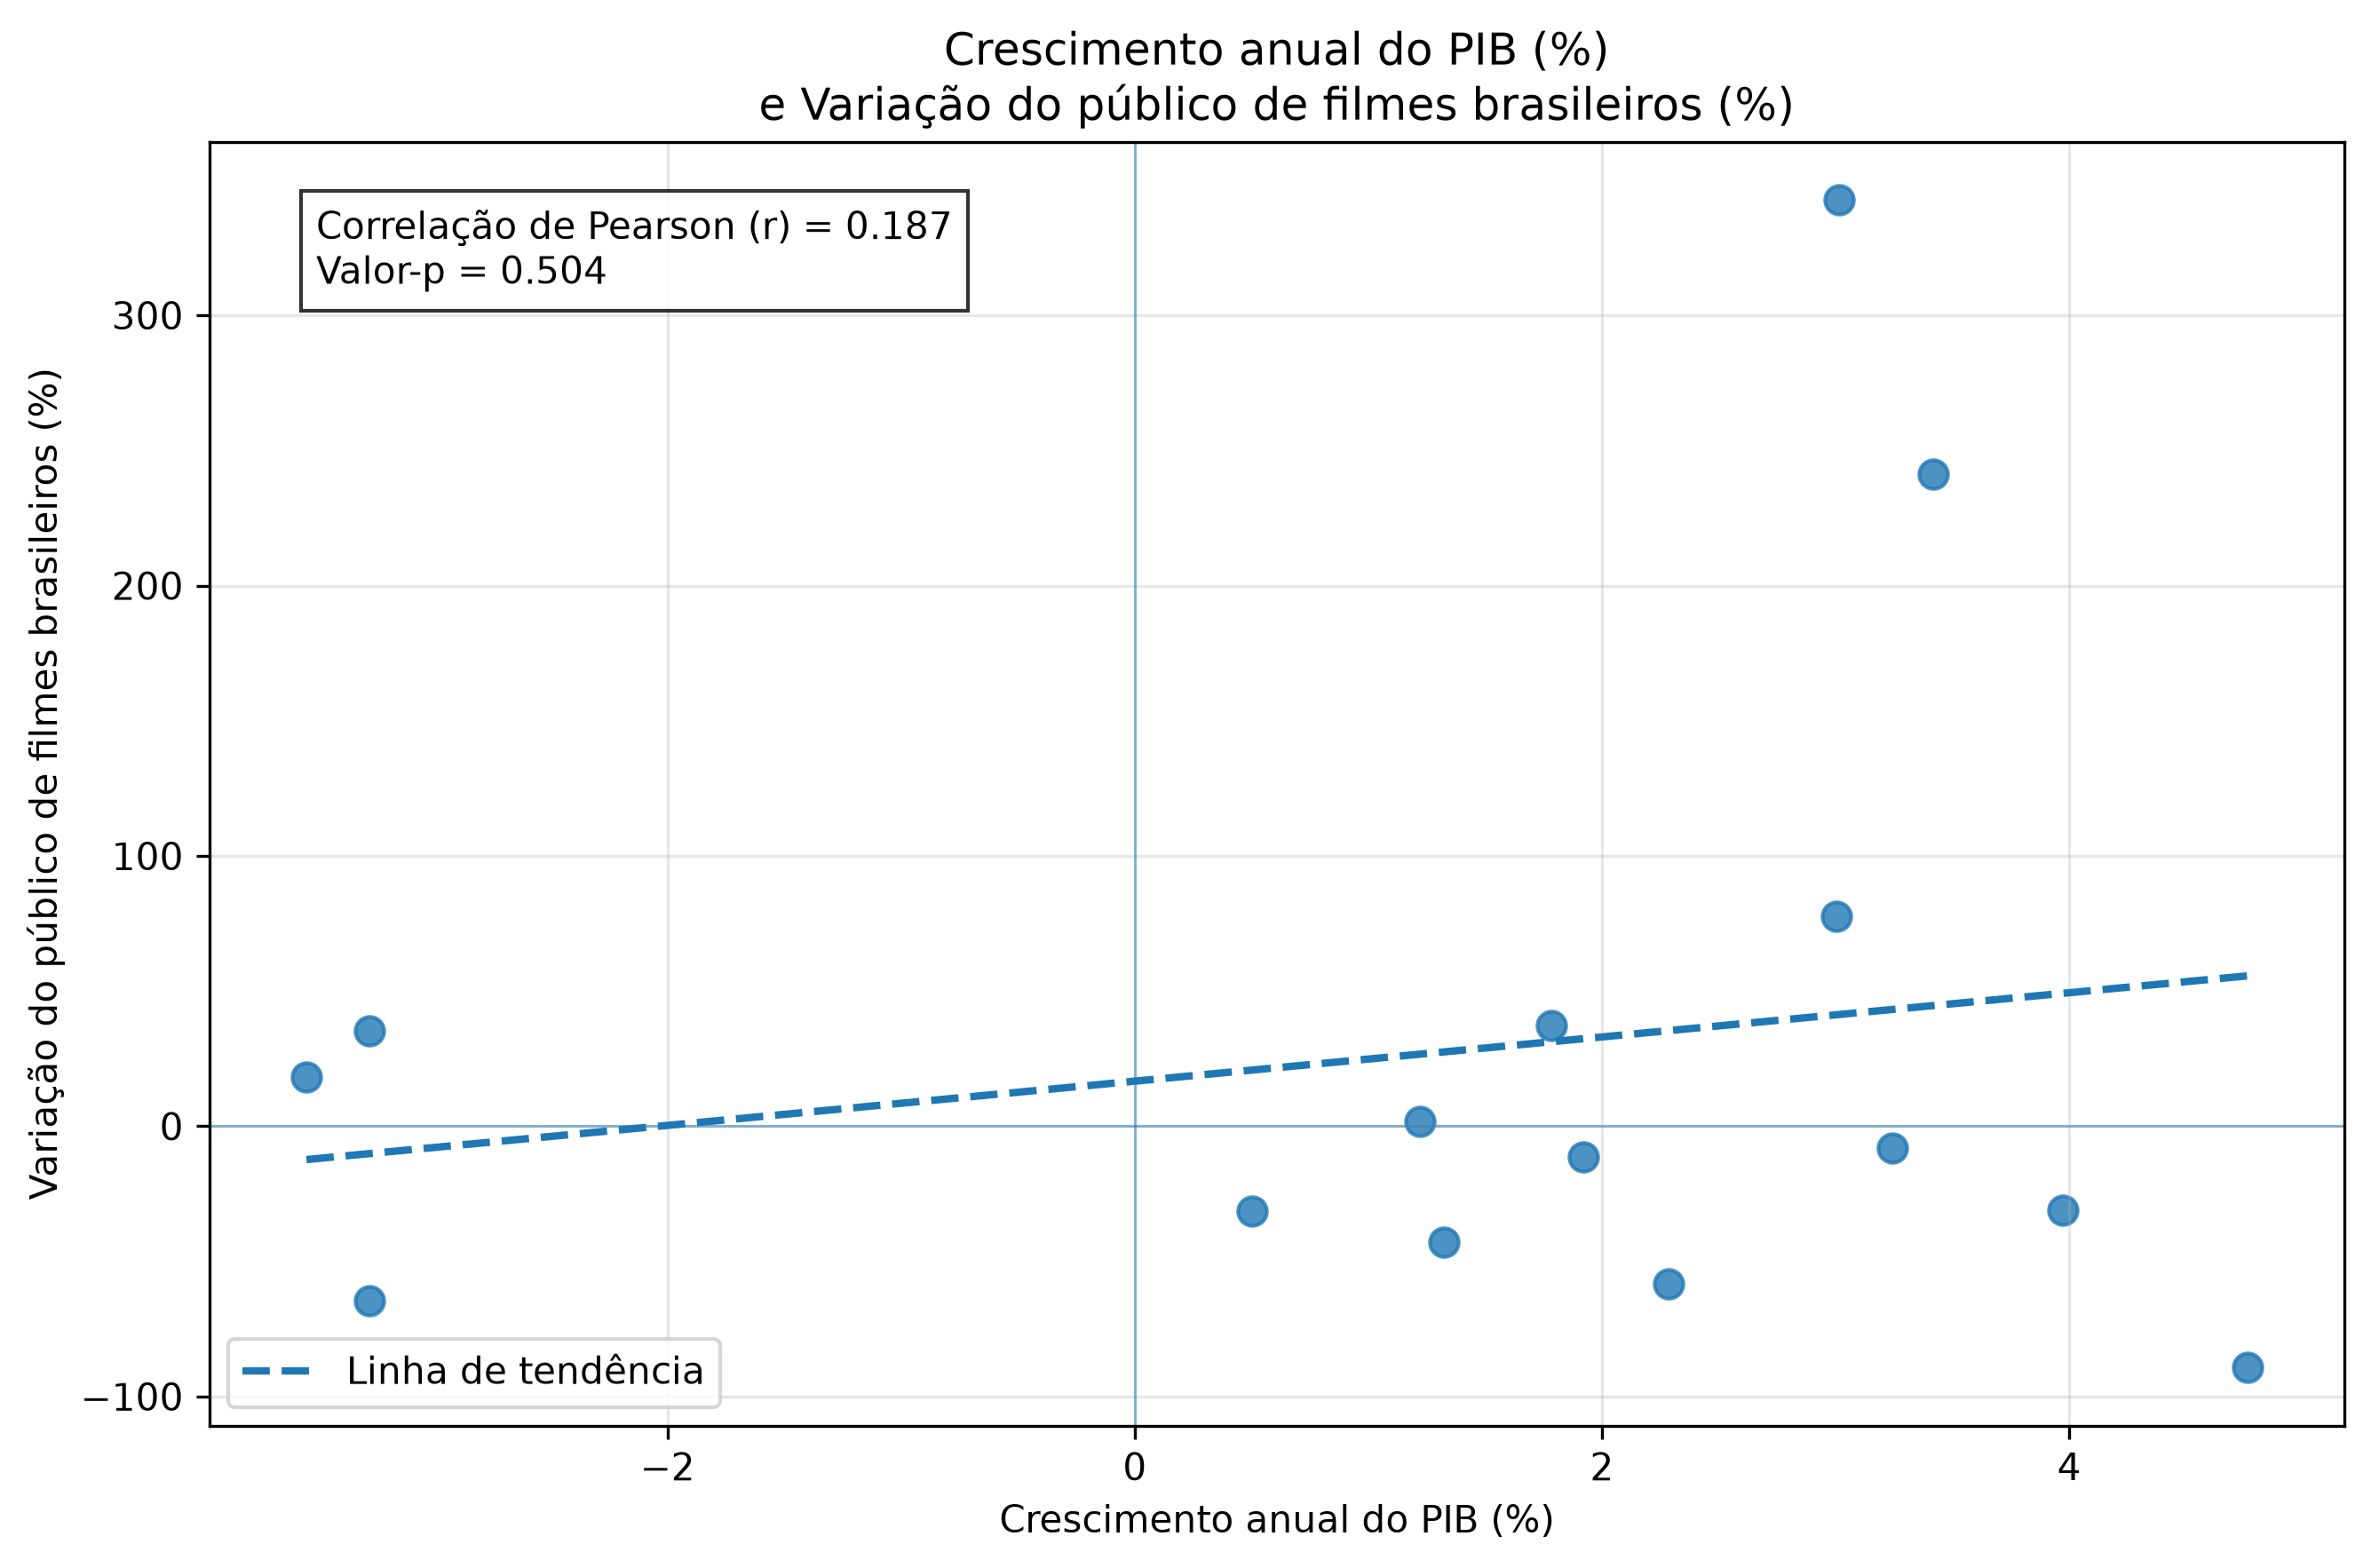 Crescimento anual do PIB (%)
e Variação do público de filmes brasileiros (%)
Correlação de Pearson (r) = 0.187
Valor-p = 0.504
Variação do público de filmes brasileiros (%)
300
200
100
0
−100
Linha de tendência
−2
0
2
4
Crescimento anual do PIB (%)